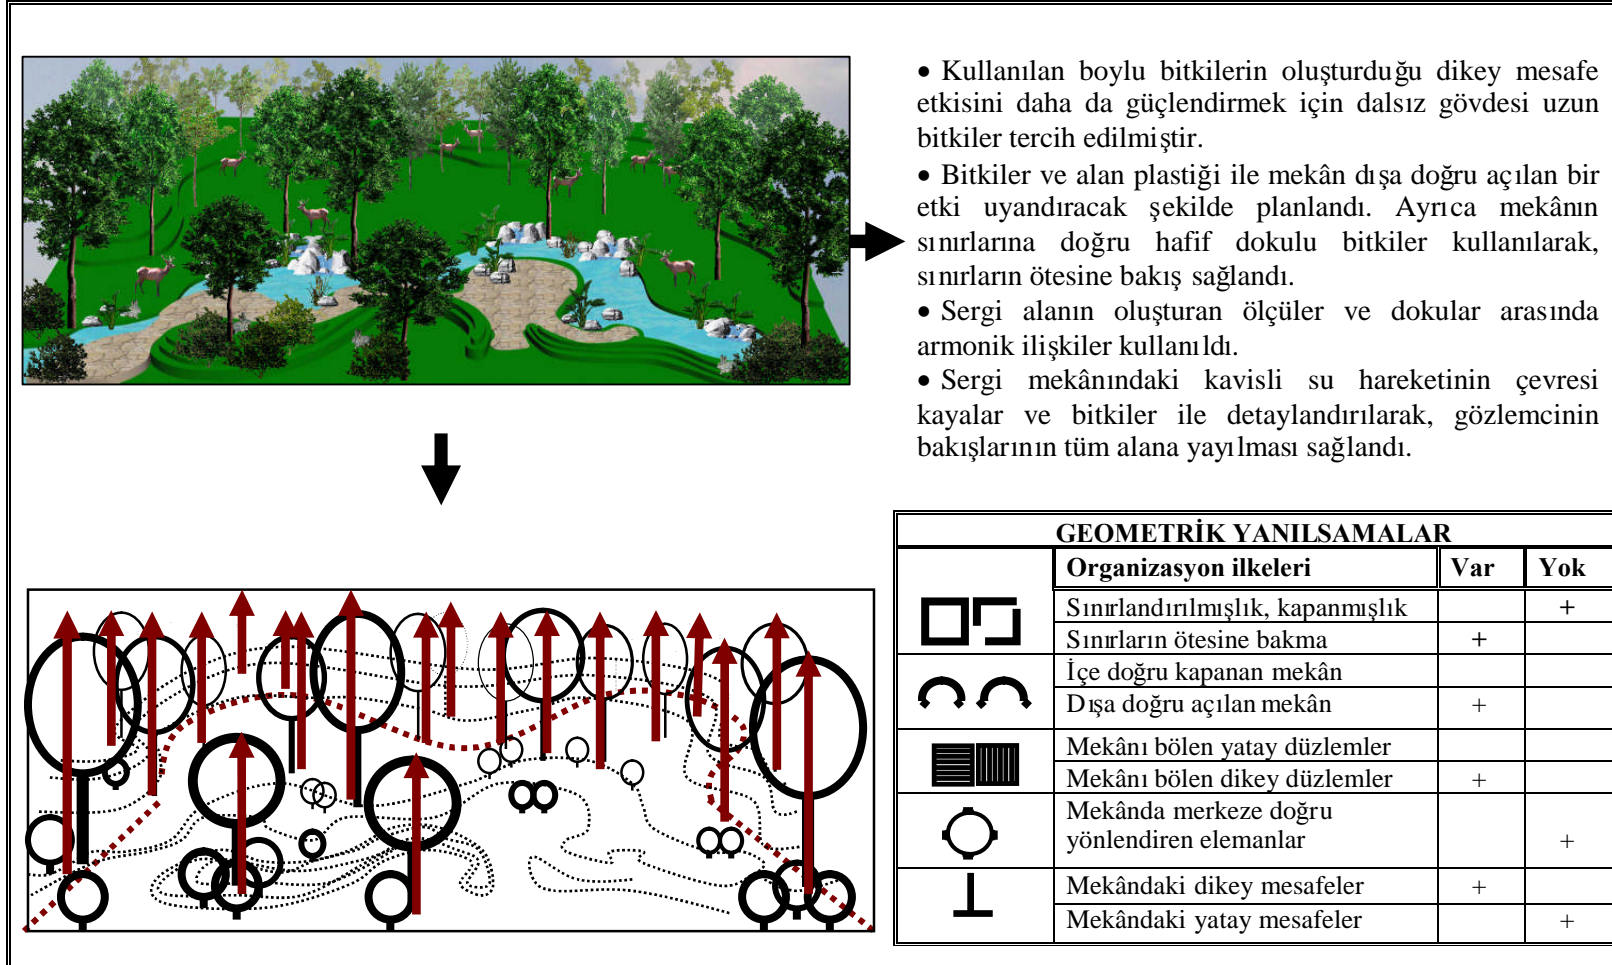 • Kullanılan boylu bitkilerin oluşturduğu dikey mesafe
etkisini daha da güçlendirmek için dalsız gövdesi uzun
bitkiler tercih edilmiştir.
• Bitkiler ve alan plastiği ile mekân dışa doğru açılan bir
etki uyandıracak şekilde planlandı. Ayrıca mekânın
sınırlarına doğru hafif dokulu bitkiler kullanılarak,
sınırların ötesine bakış sağlandı.
• Sergi alanın oluşturan ölçüler ve dokular arasında
armonik ilişkiler kullanıldı.
• Sergi mekânındaki kavisli su hareketinin çevresi
kayalar ve bitkiler ile detaylandırılarak, gözlemcinin
bakışlarının tüm alana yayılması sağlandı.
GEOMETRİK YANILSAMALAR
Organizasyon ilkeleri Var Yok
Sınırlandırılmışlık, kapanmışlık +
Sınırların ötesine bakma +
İçe doğru kapanan mekân
Dışa doğru açılan mekân +
Mekânı bölen yatay düzlemler
Mekânı bölen dikey düzlemler +
Mekânda merkeze doğru
yönlendiren elemanlar +
Mekândaki dikey mesafeler +
Mekândaki yatay mesafeler +